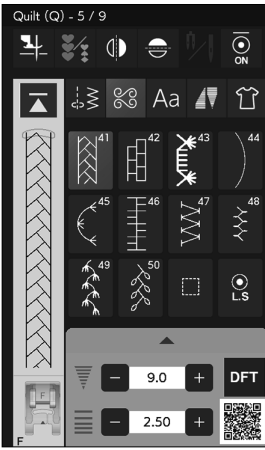 Quilt (Q) - 5 / 9
ON
Aa
41 42 43 44
45 46 47 48
49 50 L.S
F
- 9.0 + DFT
- 2.50 +
F